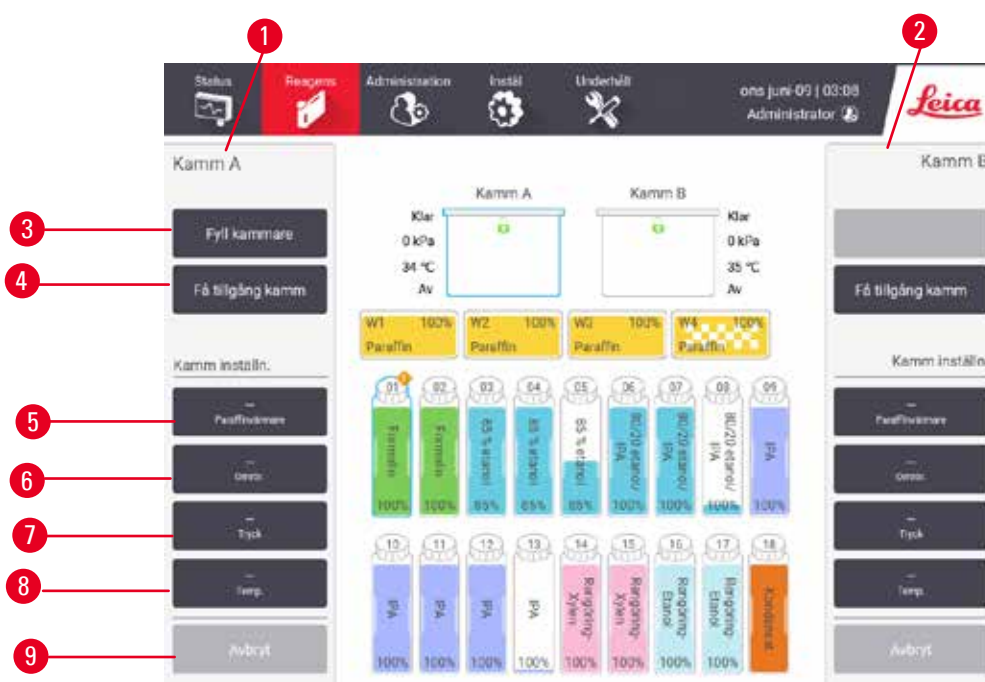 1
2
Status
Reagens
Administration
Inställ
Underhåll
ons juni-09 | 03:08
Administrator
Leica
Kamm A
Kamm A
Kamm B
Kamm B
3
Fyll kammare
Klar
0 kPa
34 °C
Av
Klar
0 kPa
35 °C
Av
4
Få tillgång kamm
Få tillgång kamm
W1 100%
Paraffin
W2 100%
Paraffin
W3 100%
Paraffin
W4 100%
Paraffin
Kamm inställn.
Kamm inställn
01
Formalin
100%
02
Formalin
100%
03
85 % etanol
85%
04
85 % etanol
85%
05
85 % etanol
85%
06
80/20 etanol/
IPA
100%
07
80/20 etanol/
IPA
100%
08
80/20 etanol/
IPA
100%
09
IPA
100%
5
--
Paraffinvärmare
--
Paraffinvärmare
6
--
Omrör.
--
Omrör.
7
--
Tryck
--
Tryck
8
--
Temp.
--
Temp.
9
Avbryt
Avbryt
10
IPA
100%
11
IPA
100%
12
IPA
100%
13
IPA
100%
14
Rengöring-
Xylen
100%
15
Rengöring-
Xylen
100%
16
Rengöring-
Etanol
100%
17
Rengöring-
Etanol
100%
18
Kondensat